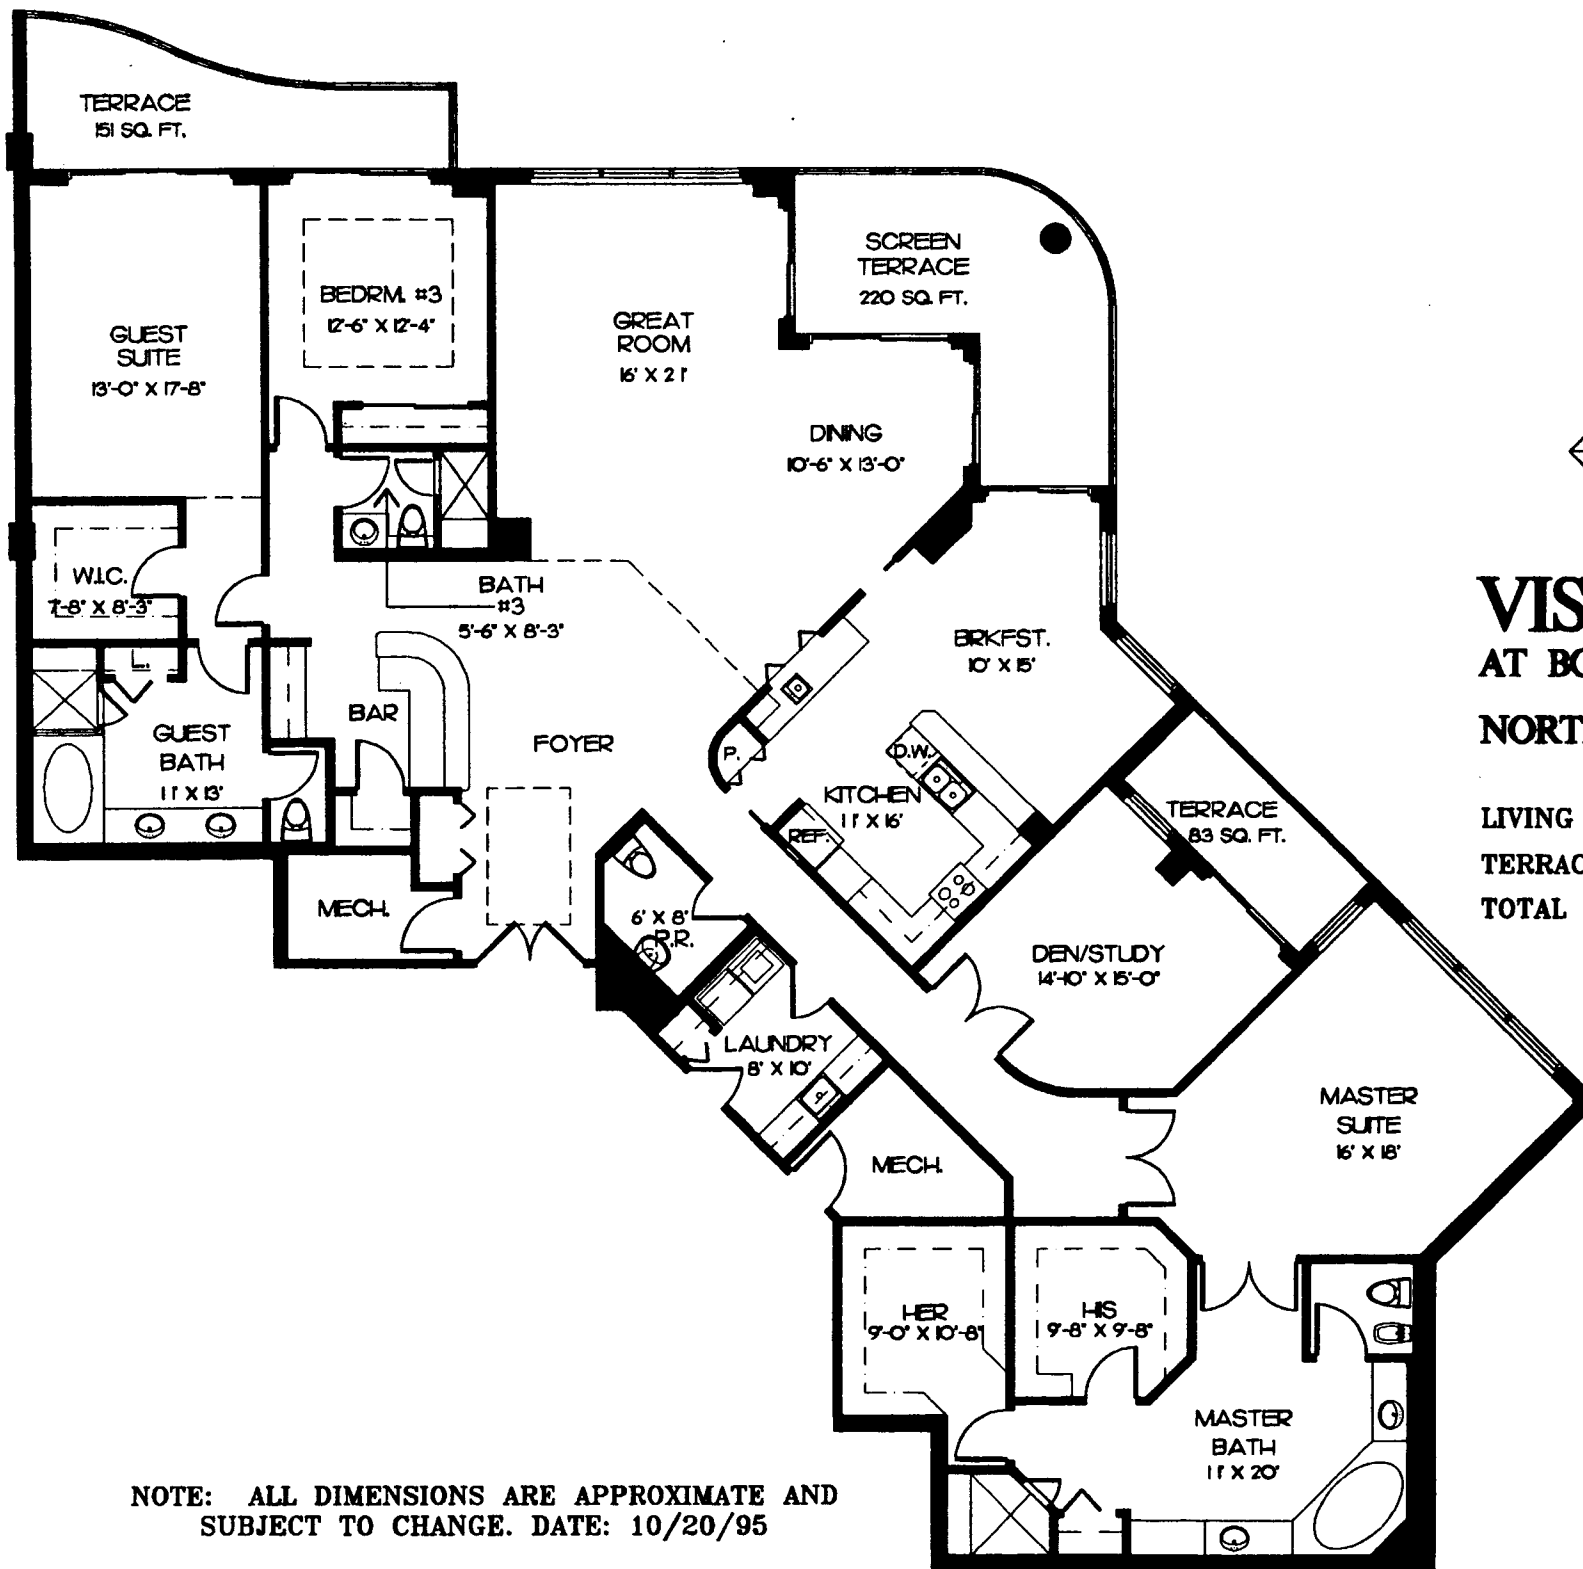 TERRACE
151 SQ. FT.
SCREEN
TERRACE
220 SQ. FT.
BEDRM. #3
12'-6" X 12'-4"
GUEST
SUITE
13'-0" X 17'-8"
GREAT
ROOM
16' X 21'
DINING
10'-6" X 13'-0"
W.I.C.
7'-8" X 8'-3"
BATH
#3
5'-6" X 8'-3"
BRKFST.
10' X 15'
VIS
AT BO
NORT
LIVING
TERRAC
TOTAL
L.
BAR
GUEST
BATH
11' X 13'
FOYER
P.
D.W.
KITCHEN
11' X 16'
REF.
TERRACE
83 SQ. FT.
MECH.
6' X 8'
P.R.
DEN/STUDY
14'-10" X 15'-0"
LAUNDRY
8' X 10'
MECH.
MASTER
SUITE
16' X 18'
HER
9'-0" X 10'-8"
HIS
9'-8" X 9'-8"
MASTER
BATH
11' X 20'
NOTE: ALL DIMENSIONS ARE APPROXIMATE AND
SUBJECT TO CHANGE. DATE: 10/20/95